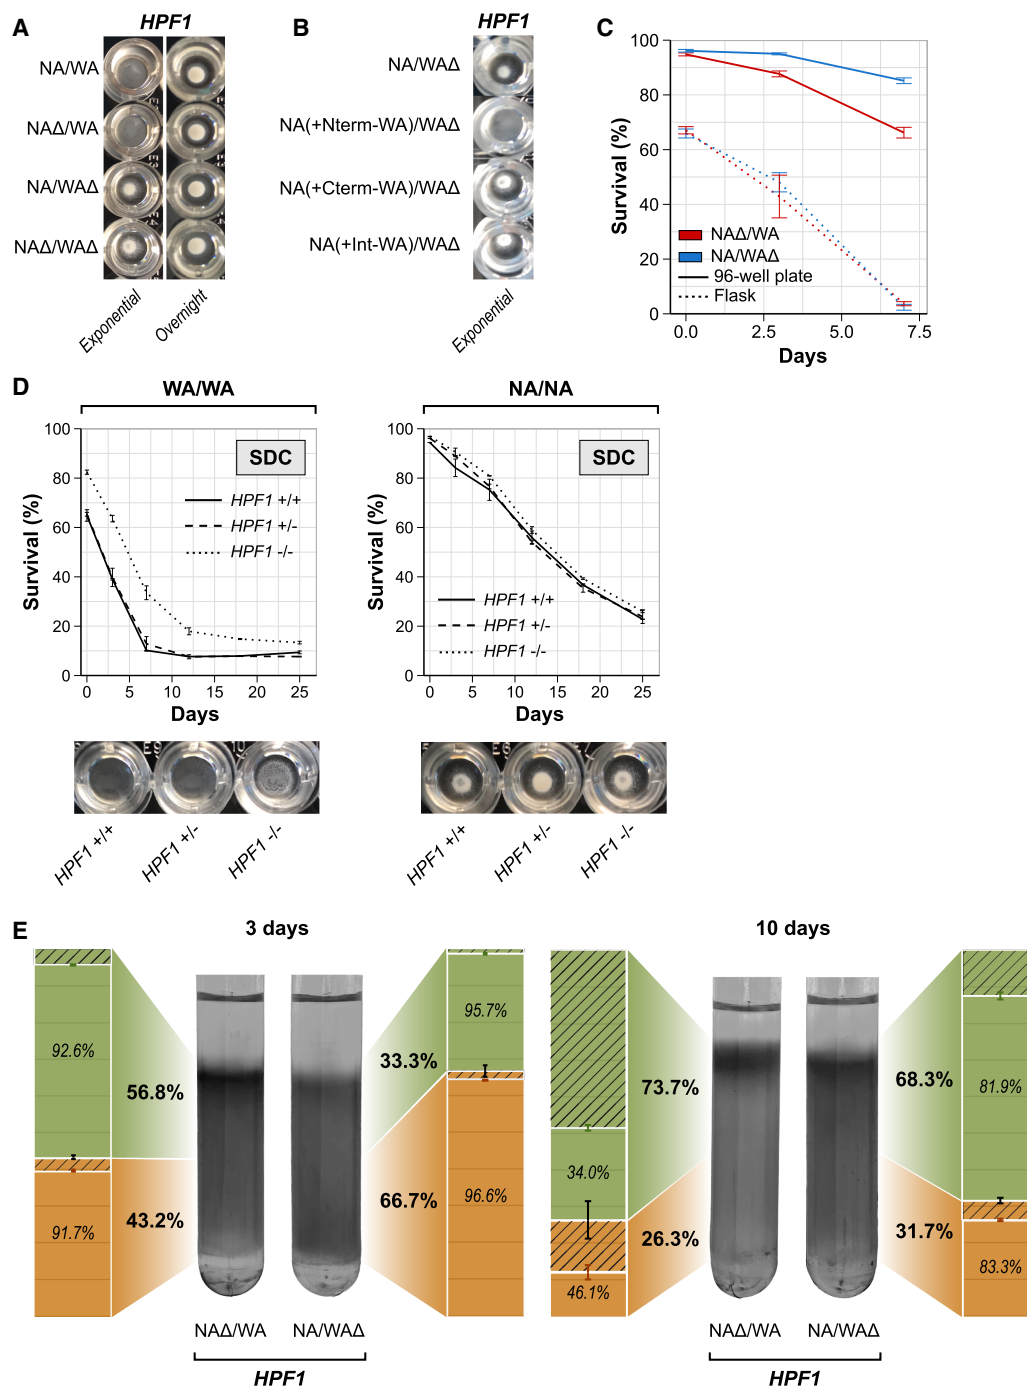 A
HPF1
NA/WA
NAΔ/WA
NA/WAΔ
NAΔ/WAΔ
Exponential
Overnight
B
HPF1
NA/WAΔ
NA(+Nterm-WA)/WAΔ
NA(+Cterm-WA)/WAΔ
NA(+Int-WA)/WAΔ
Exponential
C
Survival (%)
100
80
60
40
20
0
NAΔ/WA
NA/WAΔ
96-well plate
Flask
0.0
2.5
5.0
7.5
Days
D
WA/WA
Survival (%)
100
80
60
40
20
0
SDC
HPF1 +/+
HPF1 +/-
HPF1 -/-
0
5
10
15
20
25
Days
HPF1 +/+
HPF1 +/-
HPF1 -/-
NA/NA
Survival (%)
100
80
60
40
20
0
SDC
HPF1 +/+
HPF1 +/-
HPF1 -/-
0
5
10
15
20
25
Days
HPF1 +/+
HPF1 +/-
HPF1 -/-
E
3 days
92.6%
56.8%
91.7%
43.2%
33.3%
95.7%
66.7%
96.6%
NAΔ/WA
NA/WAΔ
HPF1
10 days
34.0%
73.7%
46.1%
26.3%
68.3%
81.9%
31.7%
83.3%
NAΔ/WA
NA/WAΔ
HPF1